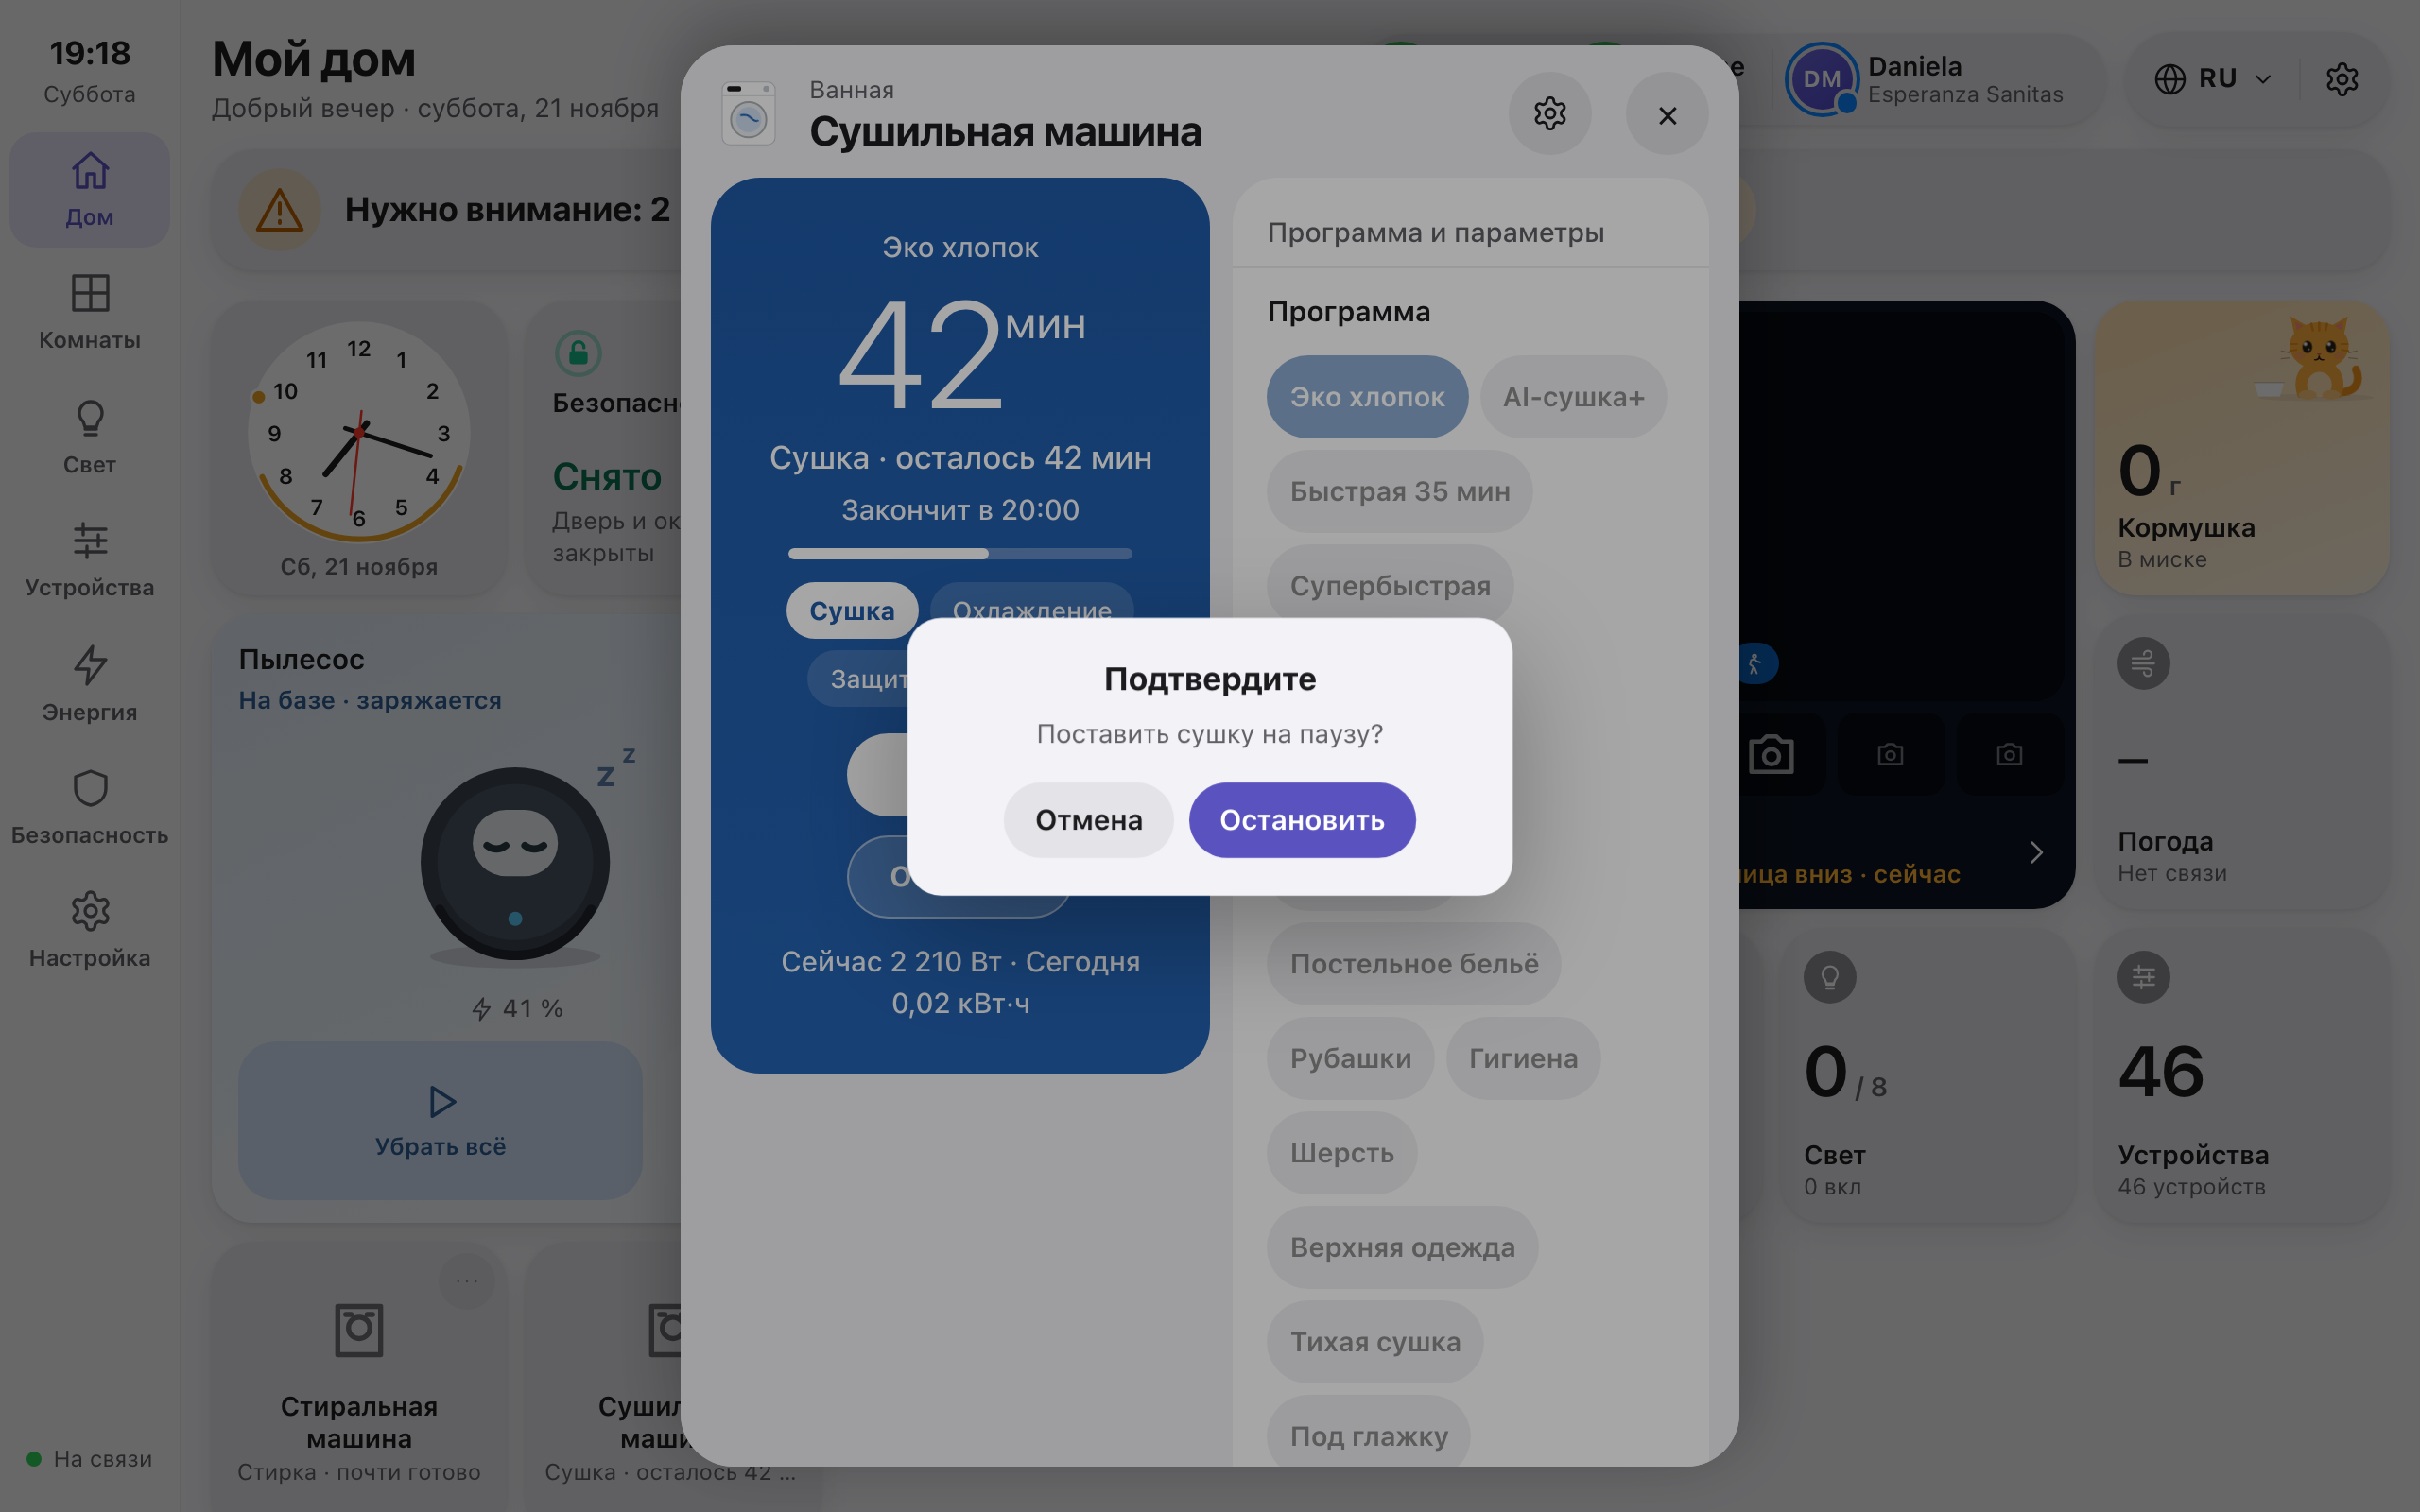 19:18
Суббота
Дом
Комнаты
Свет
Устройства
Энергия
Безопасность
Настройка
На связи
Мой дом
Добрый вечер · суббота, 21 ноября
DM
Daniela
Esperanza Sanitas
RU
Нужно внимание: 2
12
1
2
3
4
5
6
7
8
9
10
11
Сб, 21 ноября
Снято
закрыты
Пылесос
На базе · заряжается
z z
41 %
Убрать всё
Стиральная
машина
Стирка · почти готово
Сушка · осталось 42 ...
Ванная
Сушильная машина
Эко хлопок
42 мин
Сушка · осталось 42 мин
Закончит в 20:00
Сушка
Охлаждение
Сейчас 2 210 Вт · Сегодня
0,02 кВт·ч
Программа и параметры
Программа
Эко хлопок
AI-сушка+
Быстрая 35 мин
Супербыстрая
Постельное бельё
Рубашки
Гигиена
Шерсть
Верхняя одежда
Тихая сушка
Под глажку
Подтвердите
Поставить сушку на паузу?
Отмена
Остановить
вниз · сейчас
0 г
Кормушка
В миске
–
Погода
Нет связи
0 / 8
Свет
0 вкл
46
Устройства
46 устройств